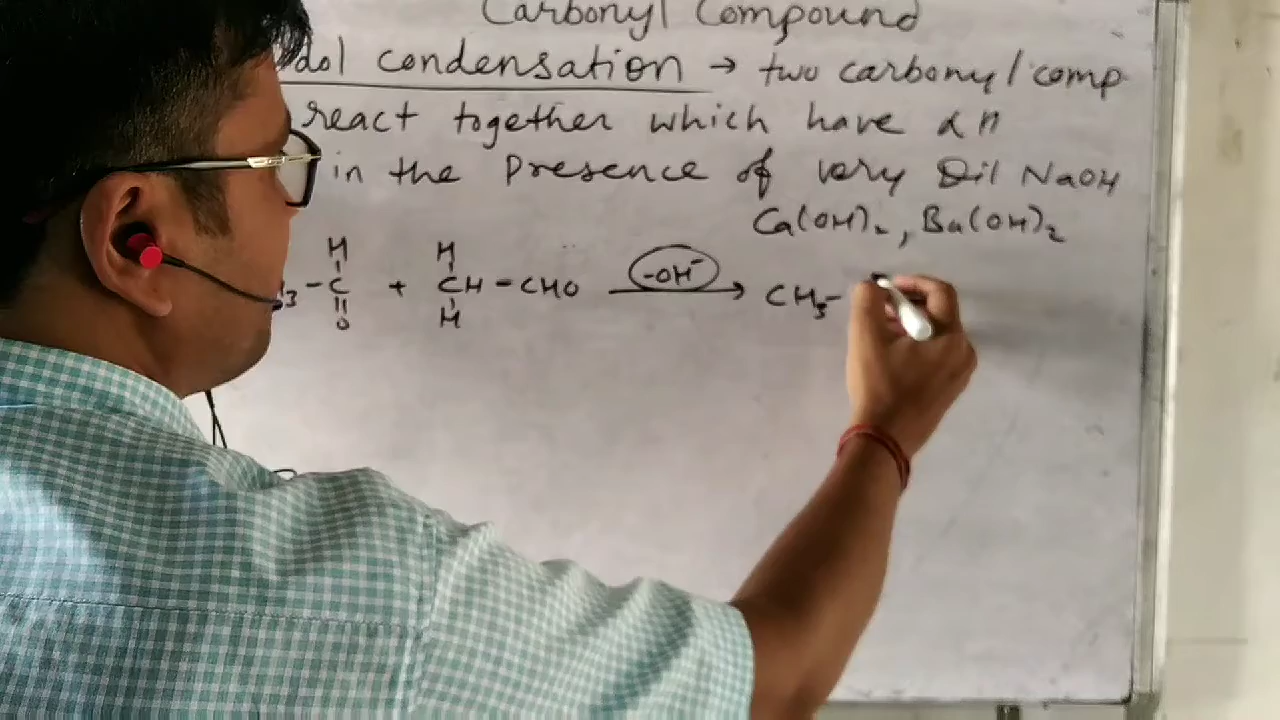 Carbonyl Compound
dol condensation → two carbonyl comp
react together which have α H
in the Presence of very Dil NaOH
Ca(OH)₂, Ba(OH)₂
H H
3 - C + CH - CHO -OH⁻ → CH₃ -
O H